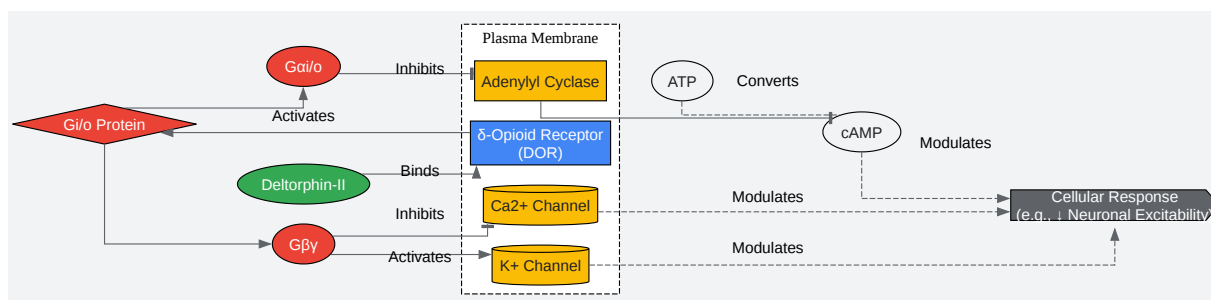 Plasma Membrane
Gαi/o
Inhibits
Adenylyl Cyclase
ATP
Converts
Gi/o Protein
Activates
δ-Opioid Receptor
(DOR)
cAMP
Modulates
Deltorphin-II
Binds
Ca2+ Channel
Inhibits
Modulates
Cellular Response
(e.g., ↓ Neuronal Excitability)
Gβγ
Activates
K+ Channel
Modulates